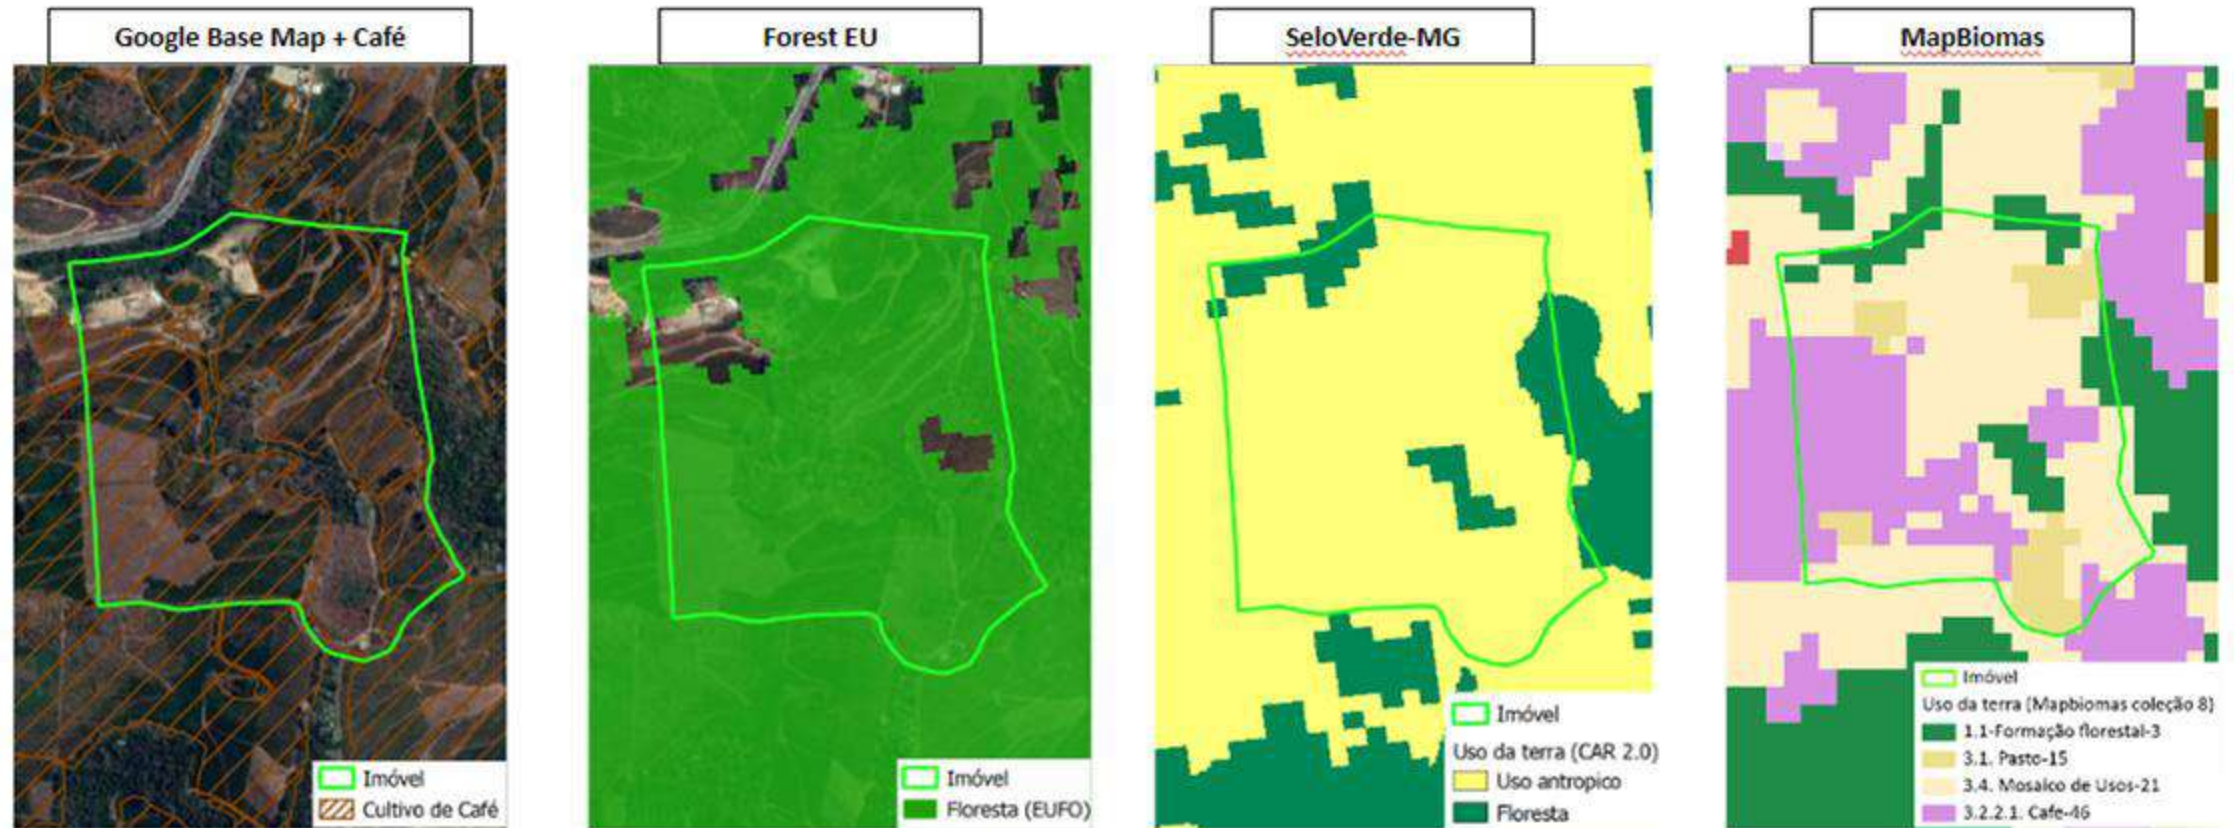 Google Base Map + Café
Forest EU
SeloVerde-MG
MapBiomas
Imóvel
Cultivo de Café
Imóvel
Floresta (EUFO)
Imóvel
Uso da terra (CAR 2.0)
Uso antropico
Floresta
Imóvel
Uso da terra (Mapbiomas coleção 8)
1.1-Formação florestal-3
3.1. Pasto-15
3.4. Mosaico de Usos-21
3.2.2.1. Cafe-46